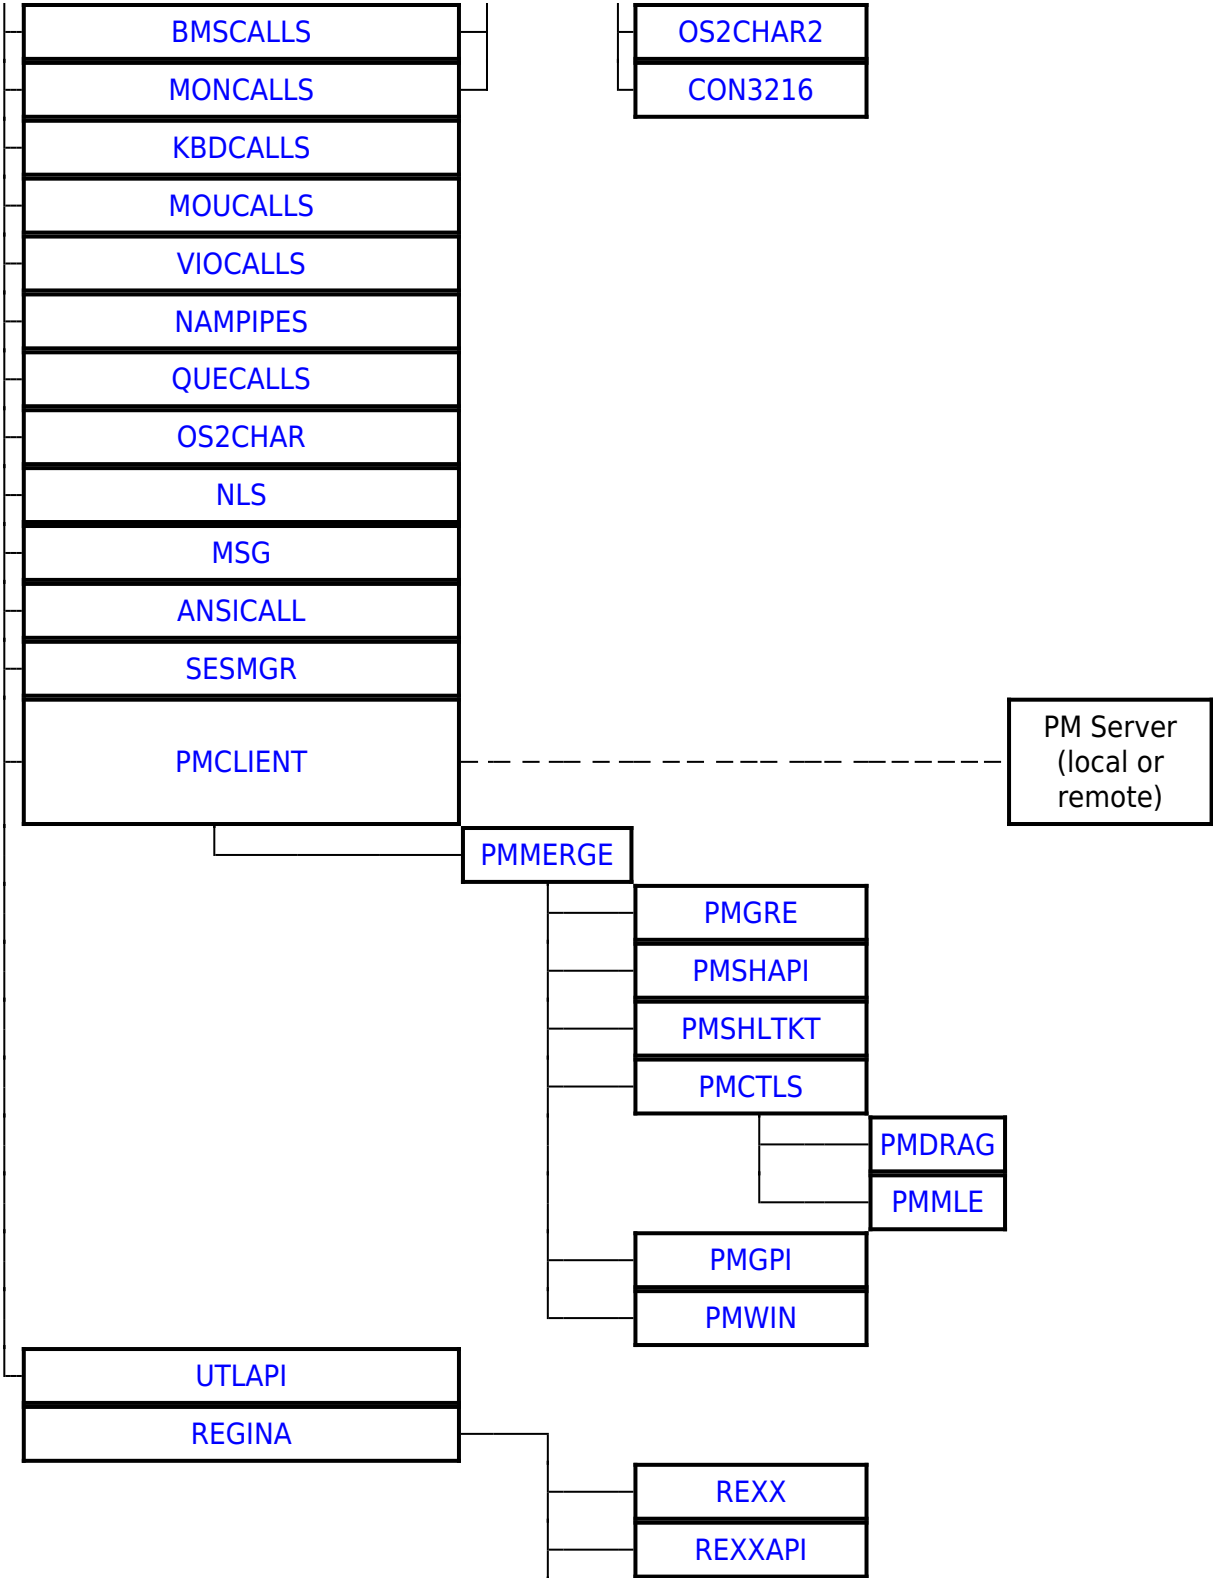 BMSCALLS
OS2CHAR2
MONCALLS
CON3216
KBDCALLS
MOUCALLS
VIOCALLS
NAMPIPES
QUECALLS
OS2CHAR
NLS
MSG
ANSICALL
SESMGR
PMCLIENT
PM Server
(local or
remote)
PMMERGE
PMGRE
PMSHAPI
PMSHLTKT
PMCTLS
PMDRAG
PMMLE
PMGPI
PMWIN
UTLAPI
REGINA
REXX
REXXAPI